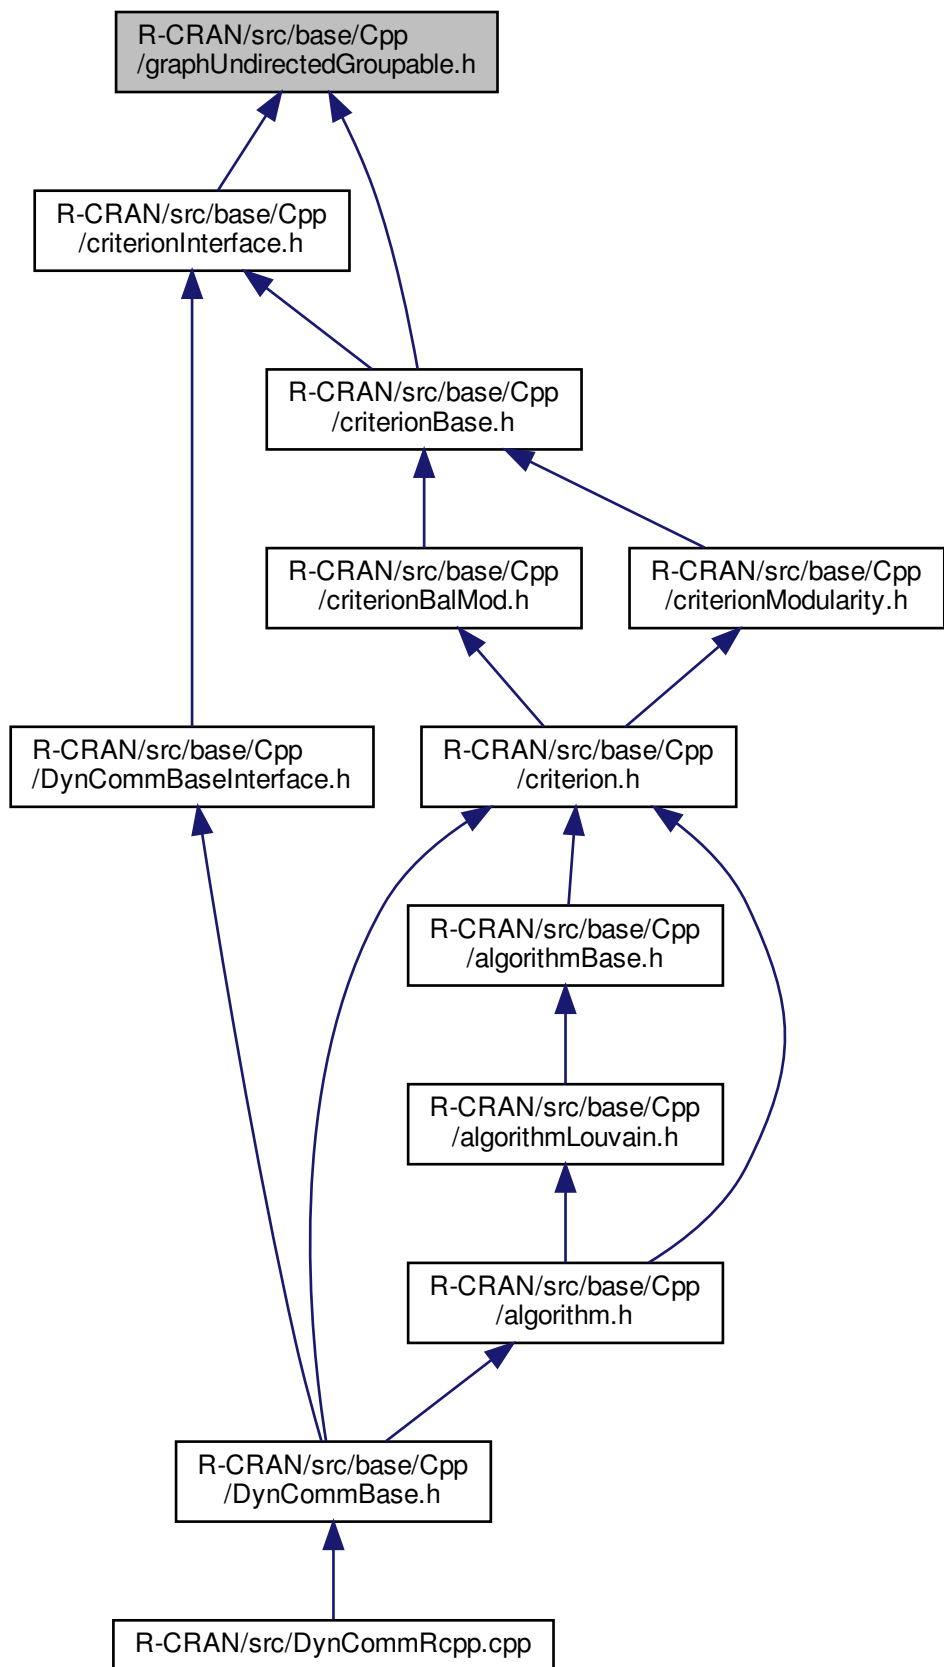 R-CRAN/src/base/Cpp
/graphUndirectedGroupable.h
R-CRAN/src/base/Cpp
/criterionInterface.h
R-CRAN/src/base/Cpp
/criterionBase.h
R-CRAN/src/base/Cpp
/criterionBalMod.h
R-CRAN/src/base/Cpp
/criterionModularity.h
R-CRAN/src/base/Cpp
/DynCommBaseInterface.h
R-CRAN/src/base/Cpp
/criterion.h
R-CRAN/src/base/Cpp
/algorithmBase.h
R-CRAN/src/base/Cpp
/algorithmLouvain.h
R-CRAN/src/base/Cpp
/algorithm.h
R-CRAN/src/base/Cpp
/DynCommBase.h
R-CRAN/src/DynCommRcpp.cpp